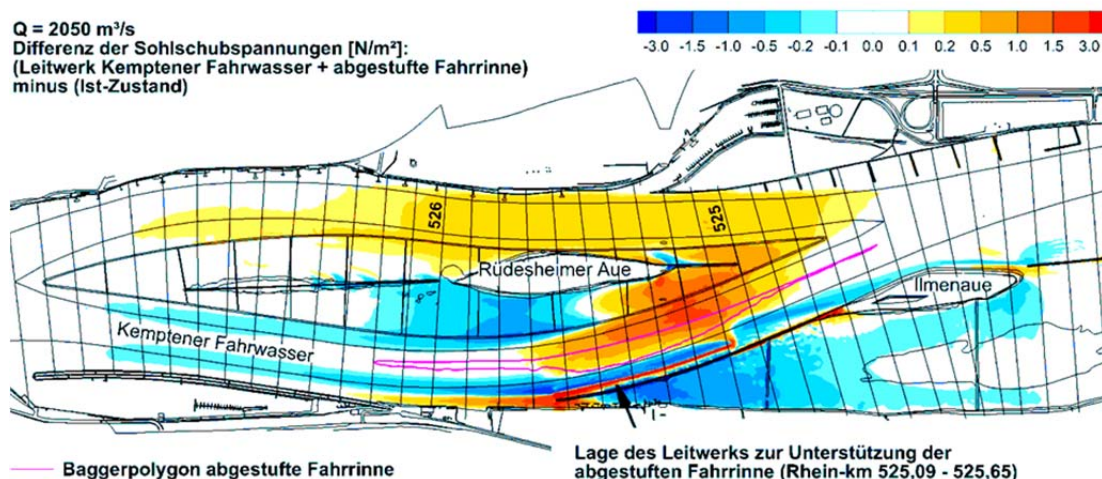 Q = 2050 m³/s
Differenz der Sohlschubspannungen [N/m²]:
(Leitwerk Kemptener Fahrwasser + abgestufte Fahrrinne)
minus (Ist-Zustand)
-3.0 -1.5 -1.0 -0.5 -0.2 -0.1 0.0 0.1 0.2 0.5 1.0 1.5 3.0
526
525
Rüdesheimer Aue
Ilmenaue
Kemptener Fahrwasser
Lage des Leitwerks zur Unterstützung der
abgestuften Fahrrinne (Rhein-km 525,09 - 525,65)
Baggerpolygon abgestufte Fahrrinne